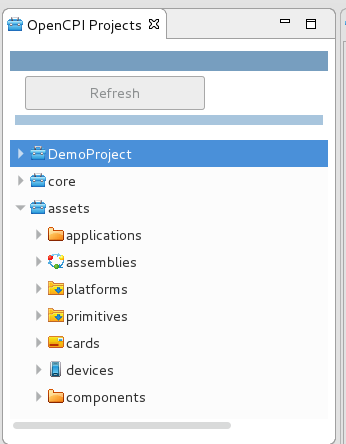 OpenCPI Projects
Refresh
DemoProject
core
assets
applications
assemblies
platforms
primitives
cards
devices
components